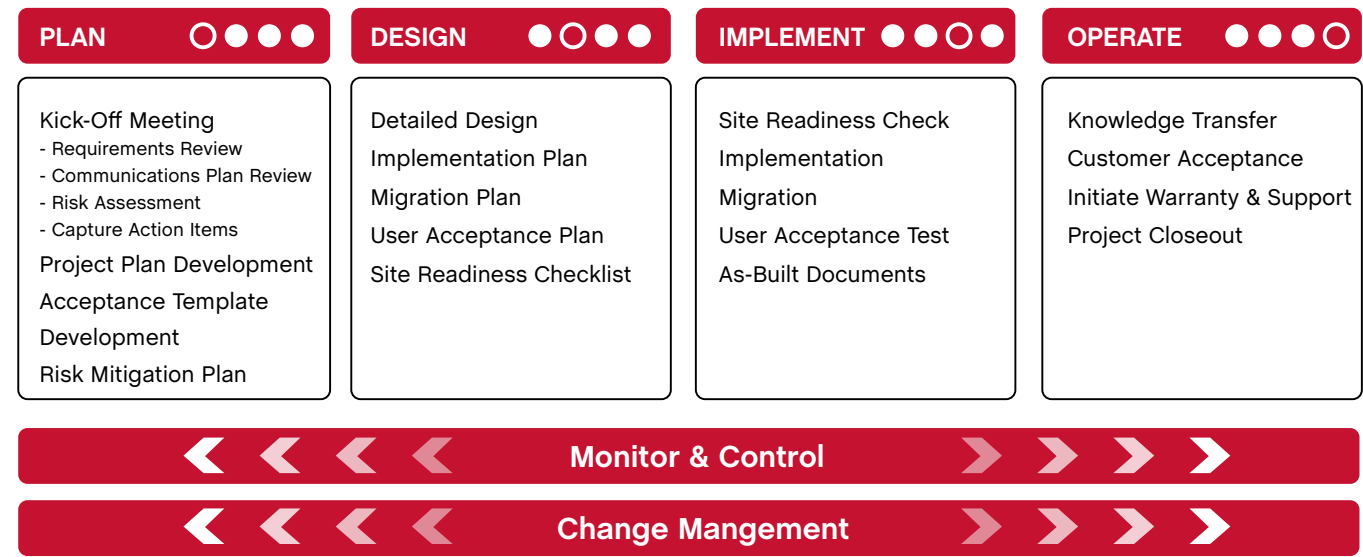 PLAN
Kick-Off Meeting
- Requirements Review
- Communications Plan Review
- Risk Assessment
- Capture Action Items
Project Plan Development
Acceptance Template
Development
Risk Mitigation Plan
DESIGN
Detailed Design
Implementation Plan
Migration Plan
User Acceptance Plan
Site Readiness Checklist
IMPLEMENT
Site Readiness Check
Implementation
Migration
User Acceptance Test
As-Built Documents
OPERATE
Knowledge Transfer
Customer Acceptance
Initiate Warranty & Support
Project Closeout
Monitor & Control
Change Mangement